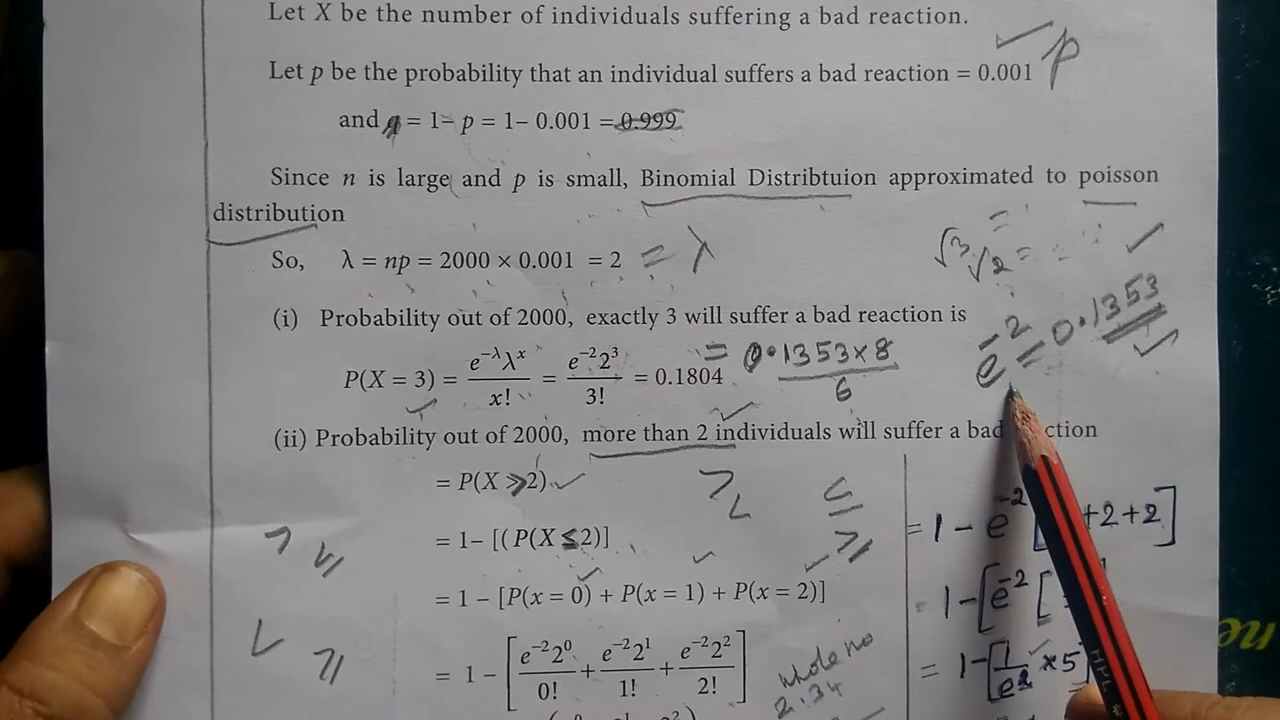 Let X be the number of individuals suffering a bad reaction.
Let p be the probability that an individual suffers a bad reaction = 0.001 p
and q = 1– p = 1– 0.001 = 0.999
Since n is large and p is small, Binomial Distribtuion approximated to poisson
distribution
√3 √2 =
So, λ = np = 2000 × 0.001 = 2 = λ
(i) Probability out of 2000, exactly 3 will suffer a bad reaction is
e⁻² = 0.1353
P(X = 3) = e^−λ λ^x / x! = e^−2 2^3 / 3! = 0.1804 = 0.1353×8 / 6
(ii) Probability out of 2000, more than 2 individuals will suffer a bad
= P(X > 2)
> <
≤ ≥
= 1– [( P(X ≤ 2)]
= 1 – [P(x = 0) + P(x = 1) + P(x = 2)]
= 1 – [e^−2 2^0 / 0! + e^−2 2^1 / 1! + e^−2 2^2 / 2!]
whole no
2.34
= 1 – e^−2 [ +2+2]
= 1 – [e^−2 [
= 1 – [1/e^2 ×5]
> ≤
< ≥
HPL
ne